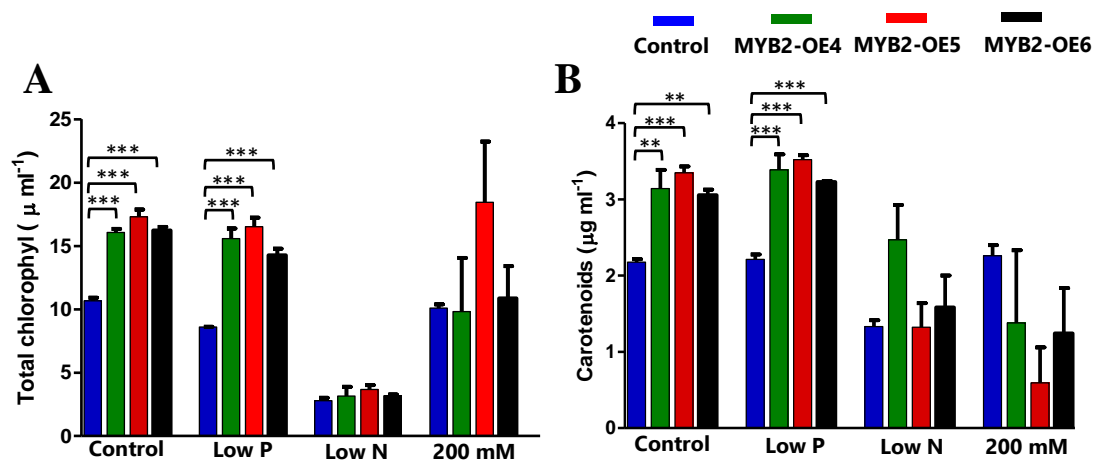 Control MYB2-OE4 MYB2-OE5 MYB2-OE6
A
Total chlorophyl ( μ ml-1)
25
20
15
10
5
0
*** *** ***
*** *** ***
Control Low P Low N 200 mM
B
Carotenoids (μg ml-1)
4
3
2
1
0
** *** **
*** *** ***
Control Low P Low N 200 mM